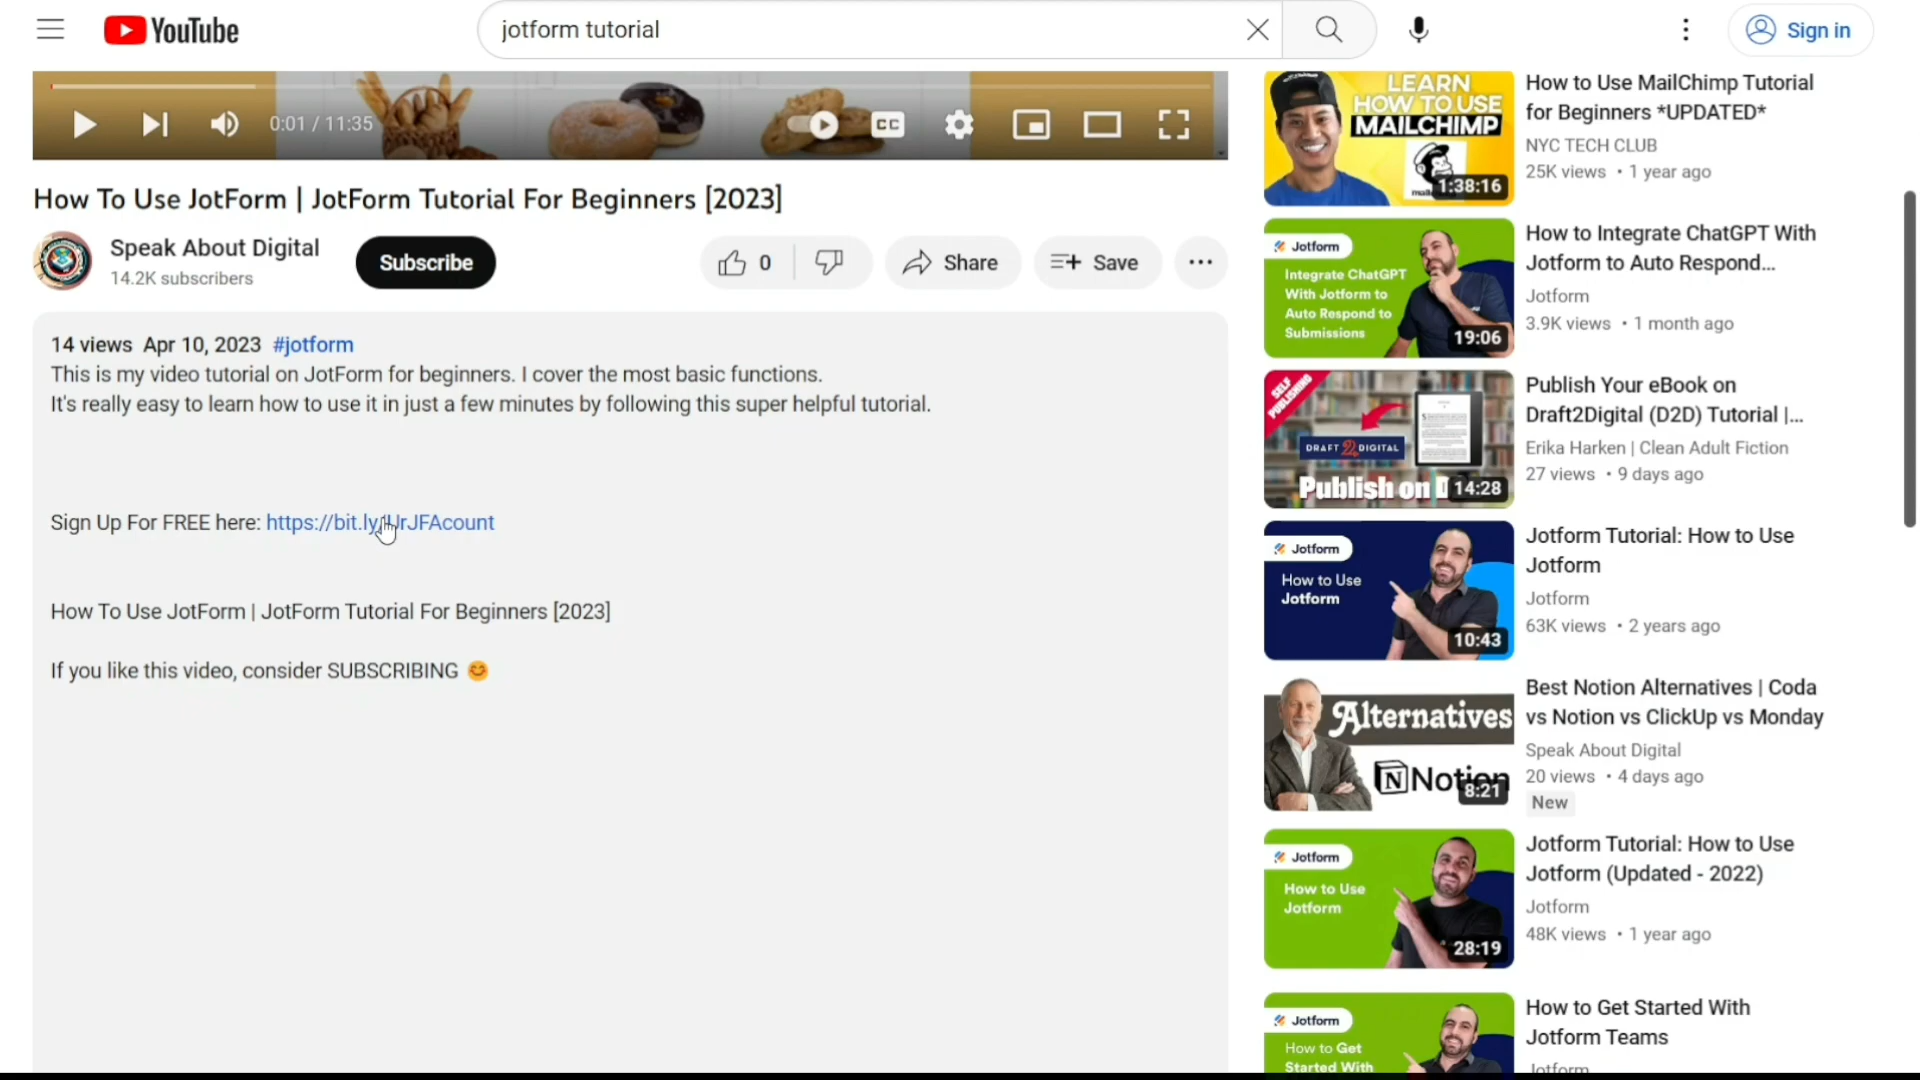 YouTube
jotform tutorial
Sign in
0:01 / 11:35
CC
How To Use JotForm | JotForm Tutorial For Beginners [2023]
Speak About Digital
14.2K subscribers
Subscribe
0
Share
Save
14 views Apr 10, 2023 #jotform
This is my video tutorial on JotForm for beginners. I cover the most basic functions.
It's really easy to learn how to use it in just a few minutes by following this super helpful tutorial.
Sign Up For FREE here: https://bit.ly/UrJFAcount
How To Use JotForm | JotForm Tutorial For Beginners [2023]
If you like this video, consider SUBSCRIBING 😊
LEARN
HOW TO USE
MAILCHIMP
1:38:16
How to Use MailChimp Tutorial
for Beginners *UPDATED*
NYC TECH CLUB
25K views • 1 year ago
Jotform
Integrate ChatGPT
With Jotform to
Auto Respond to
Submissions
19:06
How to Integrate ChatGPT With
Jotform to Auto Respond...
Jotform
3.9K views • 1 month ago
SELF
PUBLISHING
DRAFT 2 DIGITAL
Publish on D
14:28
Publish Your eBook on
Draft2Digital (D2D) Tutorial |...
Erika Harken | Clean Adult Fiction
27 views • 9 days ago
Jotform
How to Use
Jotform
10:43
Jotform Tutorial: How to Use
Jotform
Jotform
63K views • 2 years ago
Alternatives
Notion
8:21
Best Notion Alternatives | Coda
vs Notion vs ClickUp vs Monday
Speak About Digital
20 views • 4 days ago
New
Jotform
How to Use
Jotform
28:19
Jotform Tutorial: How to Use
Jotform (Updated - 2022)
Jotform
48K views • 1 year ago
Jotform
How to Get
Started With
How to Get Started With
Jotform Teams
Jotform